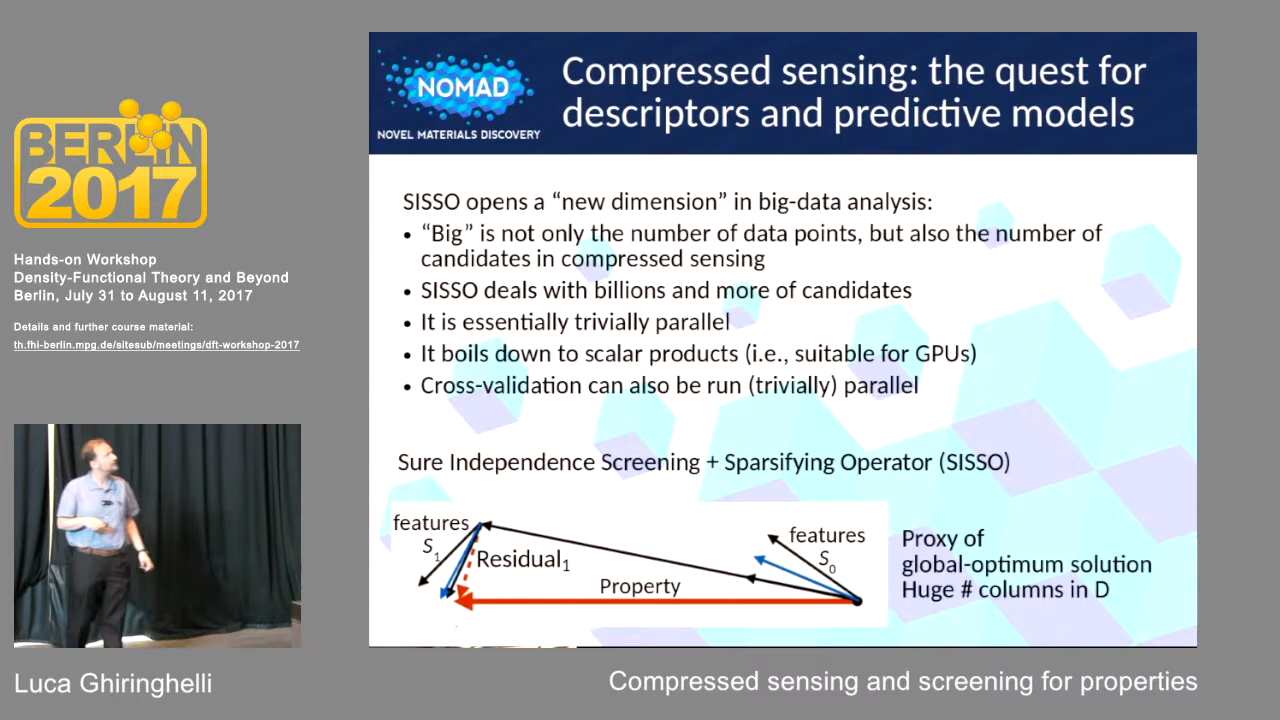 BERLIN
2017
Hands-on Workshop
Density-Functional Theory and Beyond
Berlin, July 31 to August 11, 2017
Details and further course material:
th.fhi-berlin.mpg.de/sitesub/meetings/dft-workshop-2017
NOMAD
NOVEL MATERIALS DISCOVERY
Compressed sensing: the quest for
descriptors and predictive models
SISSO opens a “new dimension” in big-data analysis:
• “Big” is not only the number of data points, but also the number of
candidates in compressed sensing
• SISSO deals with billions and more of candidates
• It is essentially trivially parallel
• It boils down to scalar products (i.e., suitable for GPUs)
• Cross-validation can also be run (trivially) parallel
Sure Independence Screening + Sparsifying Operator (SISSO)
features
S1
Residual1
Property
features
S0
Proxy of
global-optimum solution
Huge # columns in D
Luca Ghiringhelli
Compressed sensing and screening for properties